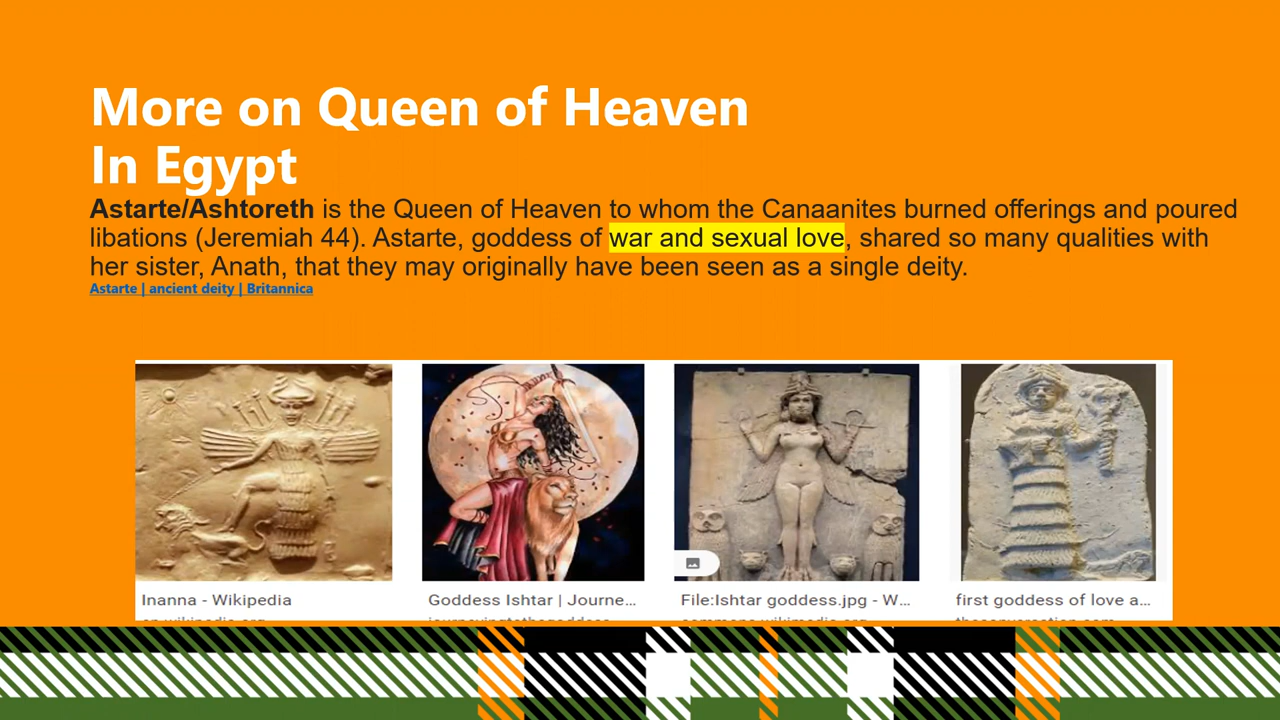 More on Queen of Heaven
In Egypt
Astarte/Ashtoreth is the Queen of Heaven to whom the Canaanites burned offerings and poured
libations (Jeremiah 44). Astarte, goddess of war and sexual love, shared so many qualities with
her sister, Anath, that they may originally have been seen as a single deity.
Astarte | ancient deity | Britannica
Inanna - Wikipedia
Goddess Ishtar | Journe...
File:Ishtar goddess.jpg - W...
first goddess of love a...